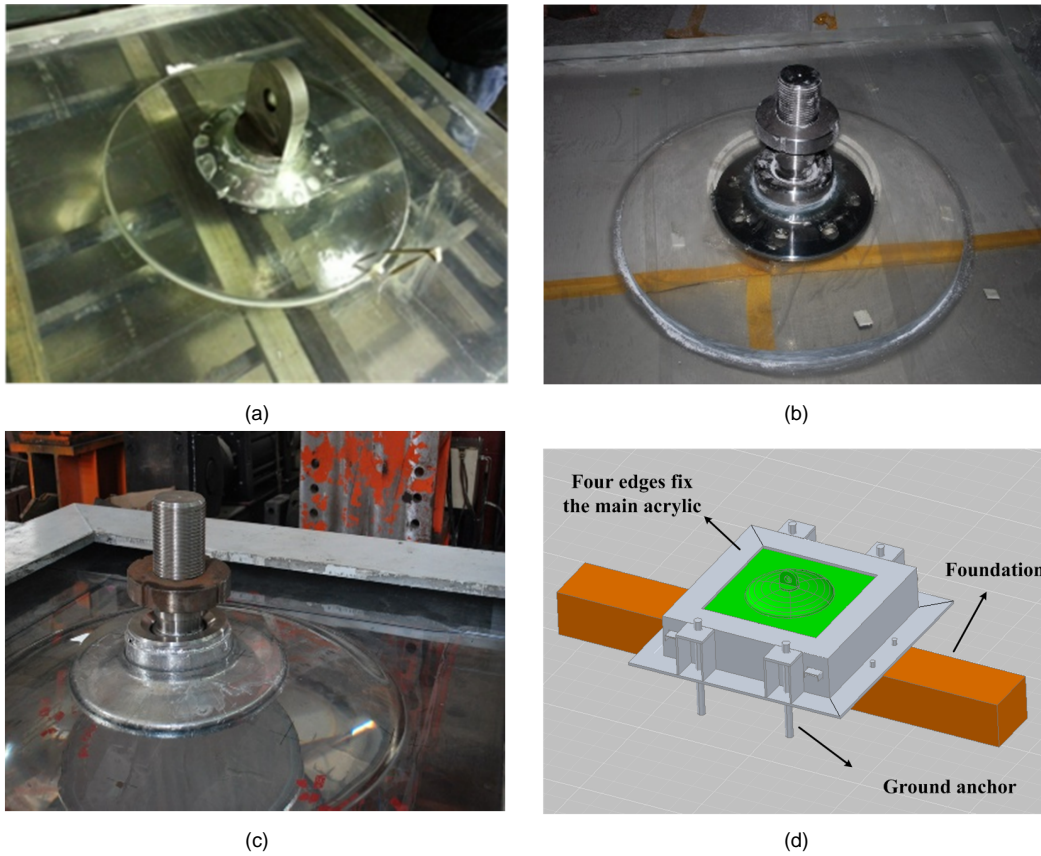 (a)
(b)
Four edges fix
the main acrylic
Foundation
Ground anchor
(c)
(d)